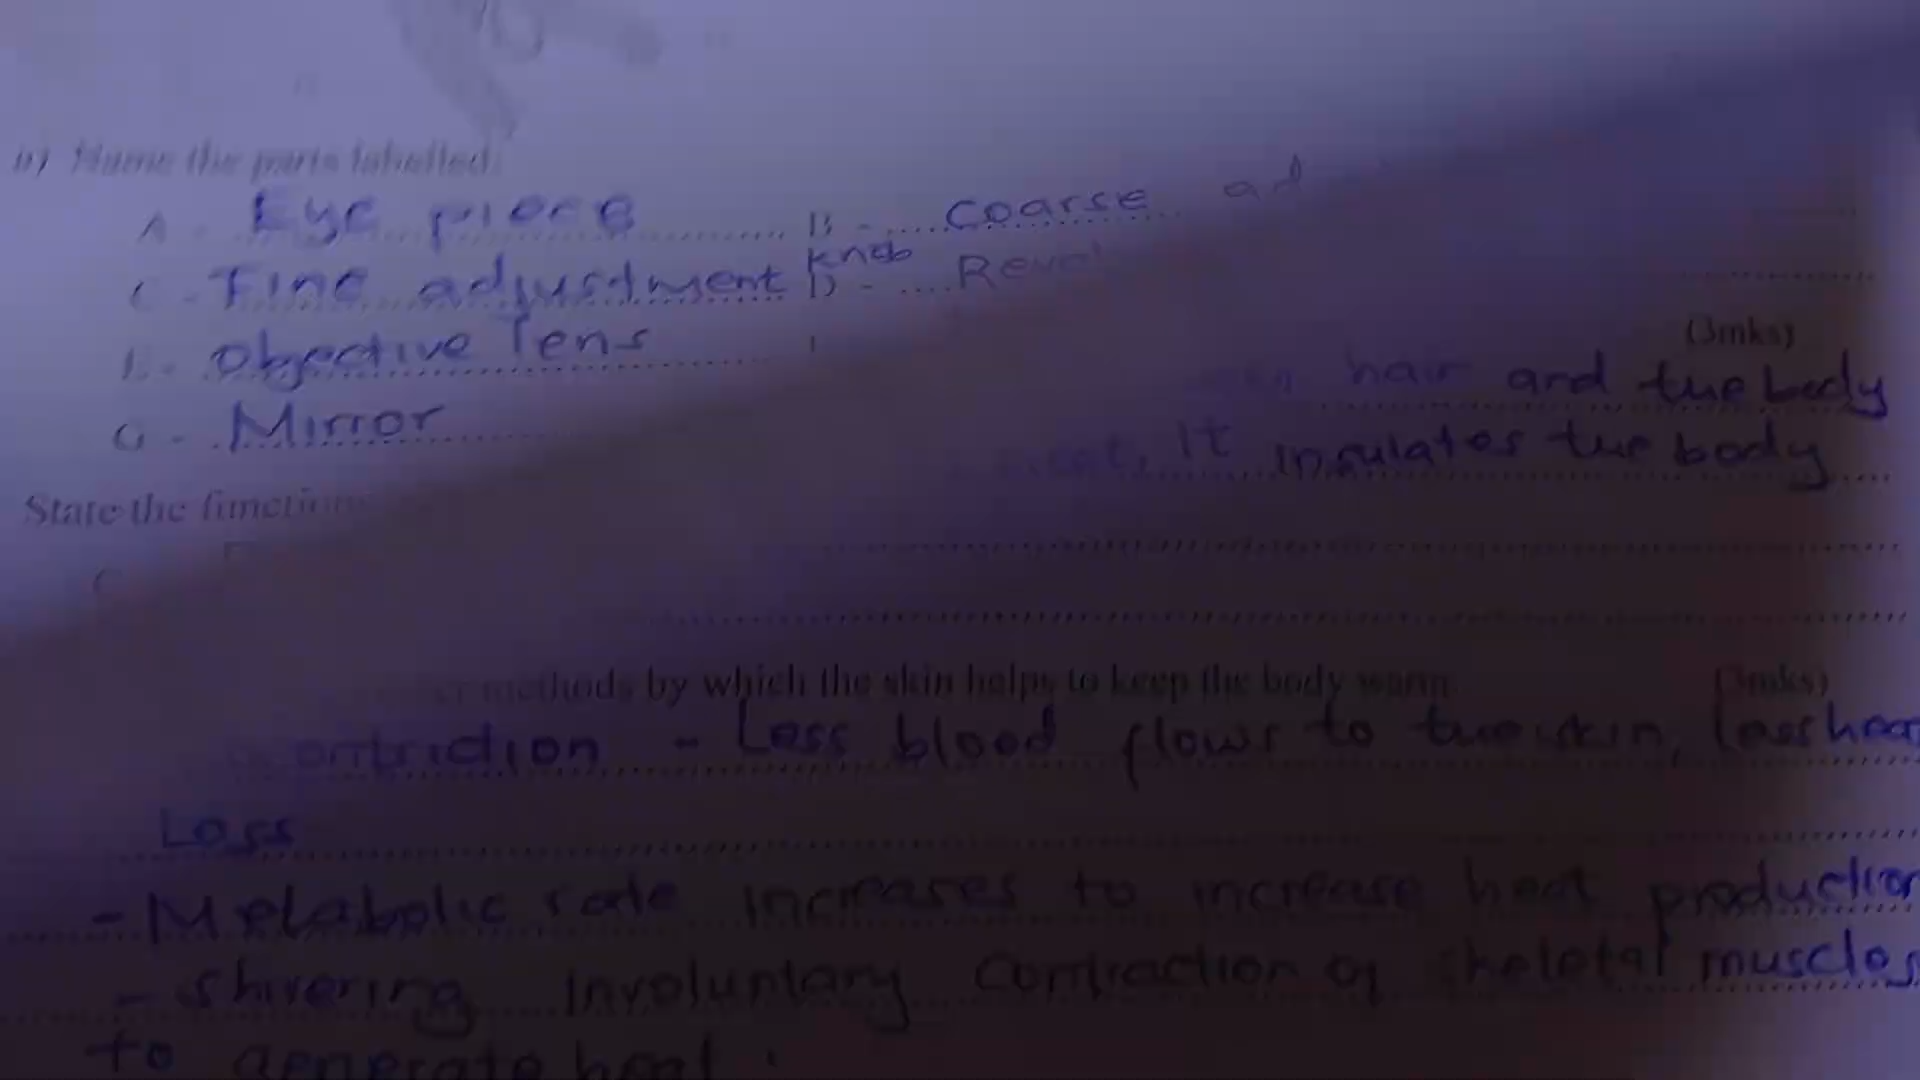 a) Name the parts labelled.
A - Eye piece B - Coarse ad
C - Fine adjustment knob D - Revol
E - Objective lens
G - Mirror
(3mks)
hair and the body
It insulates the body
State the function
methods by which the skin helps to keep the body warm (3mks)
ontriction - Less blood flows to the skin, less heat
Loss
- Metabolic rate increases to increase heat production
- Shivering involuntary contraction of skeletal muscles
to generate heat.